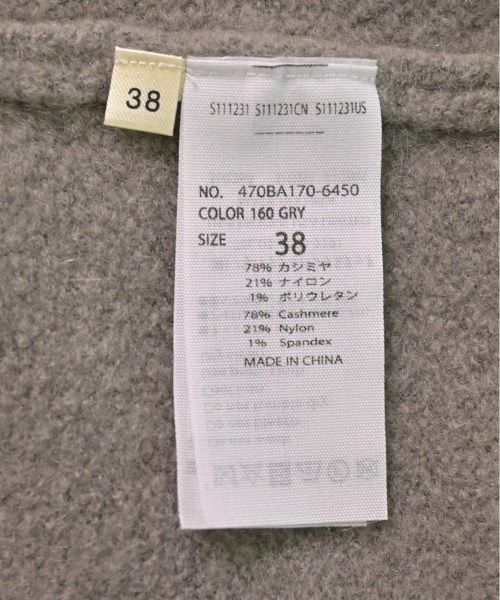 38
S111231 S111231CN S111231US
NO. 470BA170-6450
COLOR 160 GRY
SIZE 38
78% カシミヤ
21% ナイロン
1% ポリウレタン
78% Cashmere
21% Nylon
1% Spandex
MADE IN CHINA